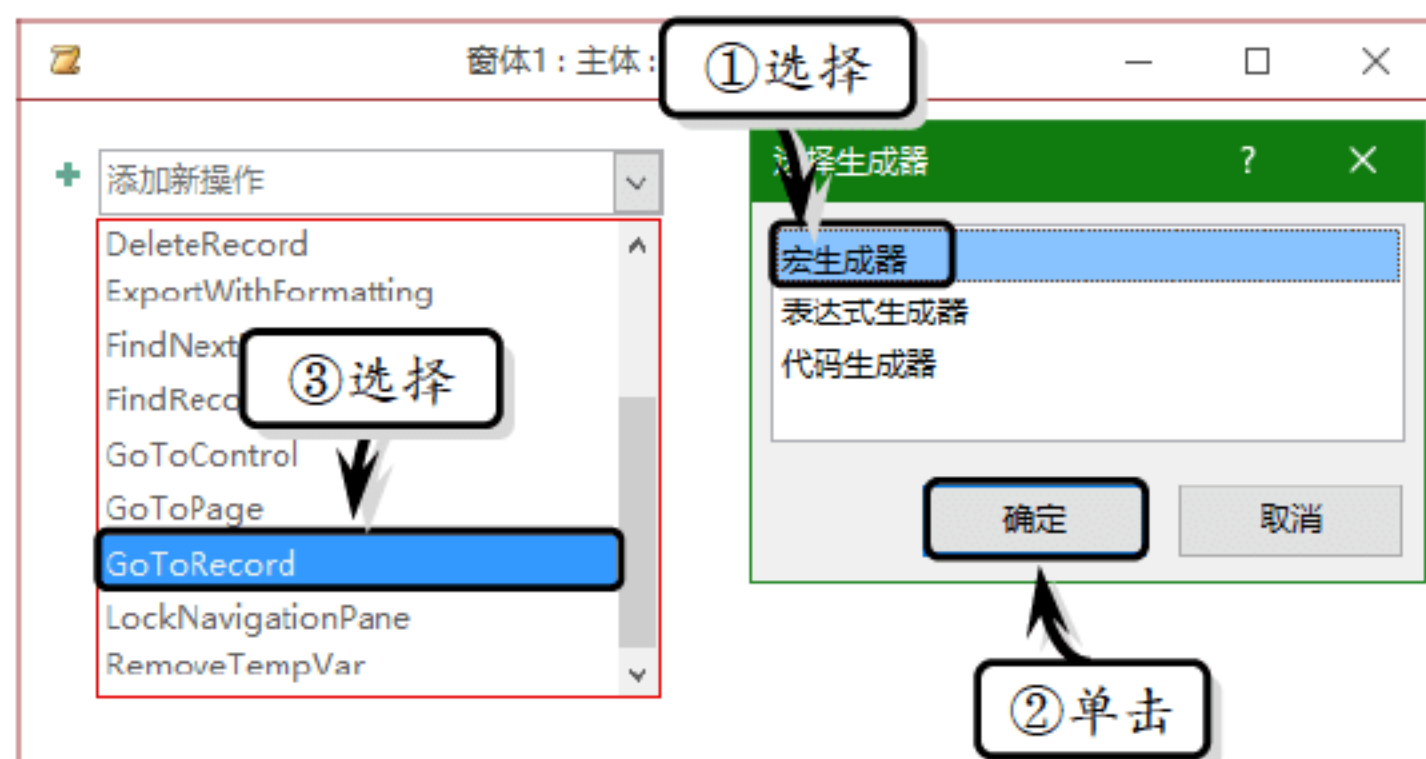 窗体1 : 主体 :
①选择
添加新操作
DeleteRecord
ExportWithFormatting
FindNext
③选择
GoToControl
GoToPage
GoToRecord
LockNavigationPane
RemoveTempVar
择生成器 ?
宏生成器
表达式生成器
代码生成器
确定 取消
②单击